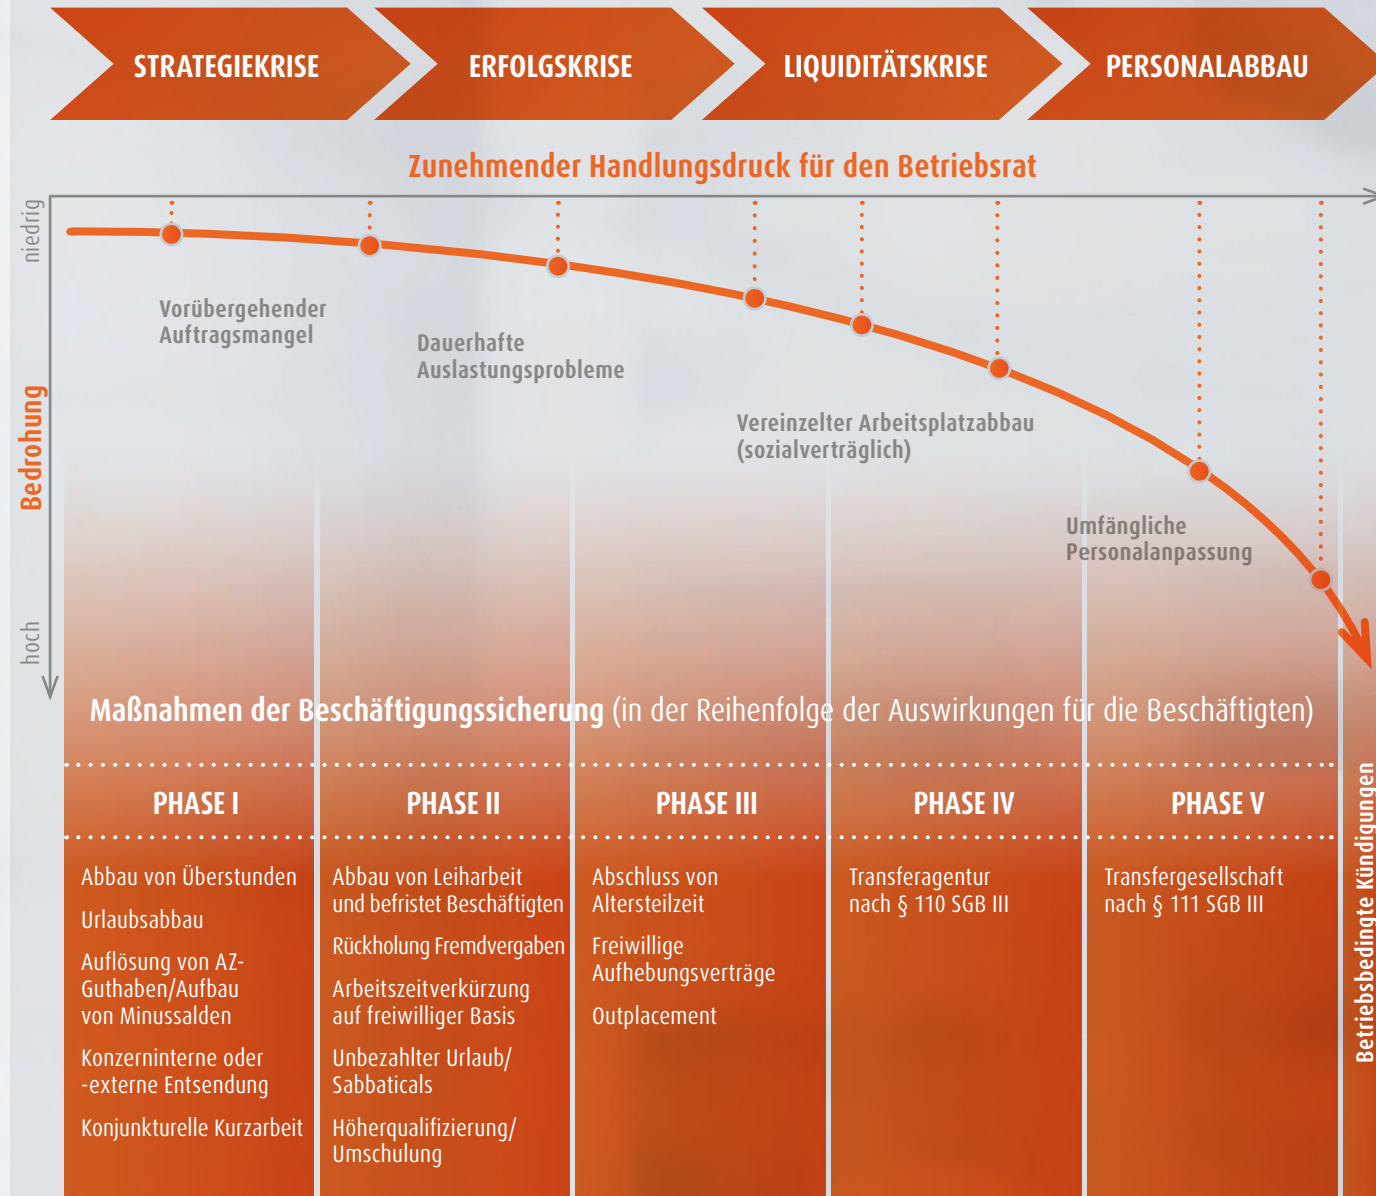 STRATEGIEKRISE
ERFOLGSKRISE
LIQUIDITÄTSKRISE
PERSONALABBAU
Zunehmender Handlungsdruck für den Betriebsrat
niedrig
Bedrohung
hoch
Vorübergehender
Auftragsmangel
Dauerhafte
Auslastungsprobleme
Vereinzelter Arbeitsplatzabbau
(sozialverträglich)
Umfängliche
Personalanpassung
Maßnahmen der Beschäftigungssicherung (in der Reihenfolge der Auswirkungen für die Beschäftigten)
PHASE I
Abbau von Überstunden
Urlaubsabbau
Auflösung von AZ-
Guthaben/Aufbau
von Minussalden
Konzerninterne oder
-externe Entsendung
Konjunkturelle Kurzarbeit
PHASE II
Abbau von Leiharbeit
und befristet Beschäftigten
Rückholung Fremdvergaben
Arbeitszeitverkürzung
auf freiwilliger Basis
Unbezahlter Urlaub/
Sabbaticals
Höherqualifizierung/
Umschulung
PHASE III
Abschluss von
Altersteilzeit
Freiwillige
Aufhebungsverträge
Outplacement
PHASE IV
Transferagentur
nach § 110 SGB III
PHASE V
Transfergesellschaft
nach § 111 SGB III
Betriebsbedingte Kündigungen